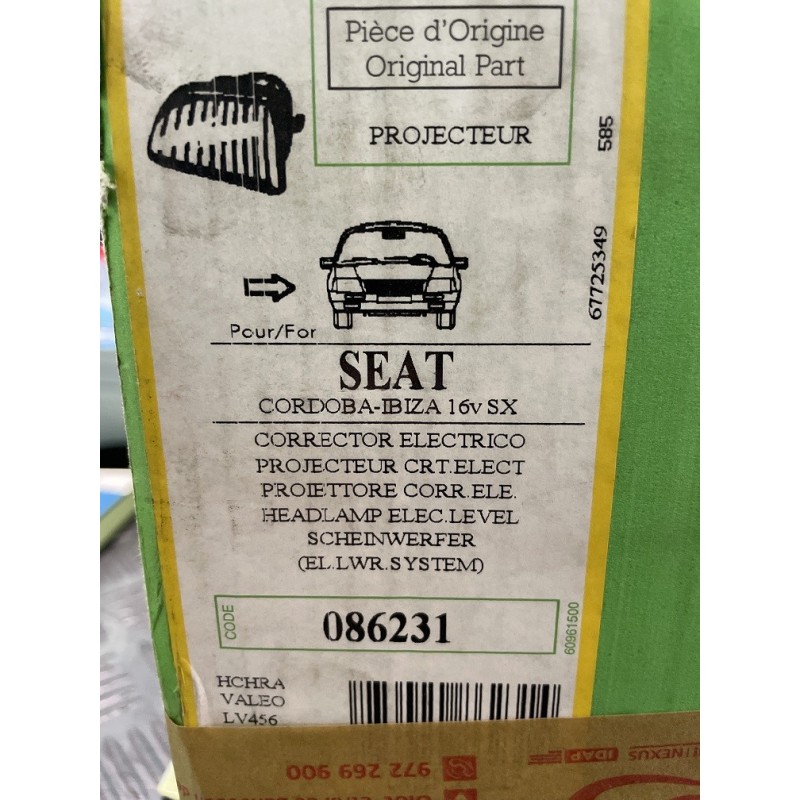 Pièce d'Origine
Original Part
PROJECTEUR
585
67725349
Pour/For
SEAT
CORDOBA-IBIZA 16v SX
CORRECTOR ELECTRICO
PROJECTEUR CRT.ELECT
PROIETTORE CORR.ELE.
HEADLAMP ELEC.LEVEL
SCHEINWERFER
(EL.LWR.SYSTEM)
CODE
086231
60961500
HCHRA
VALEO
LV456
NEXUS
IDAP
972 269 900